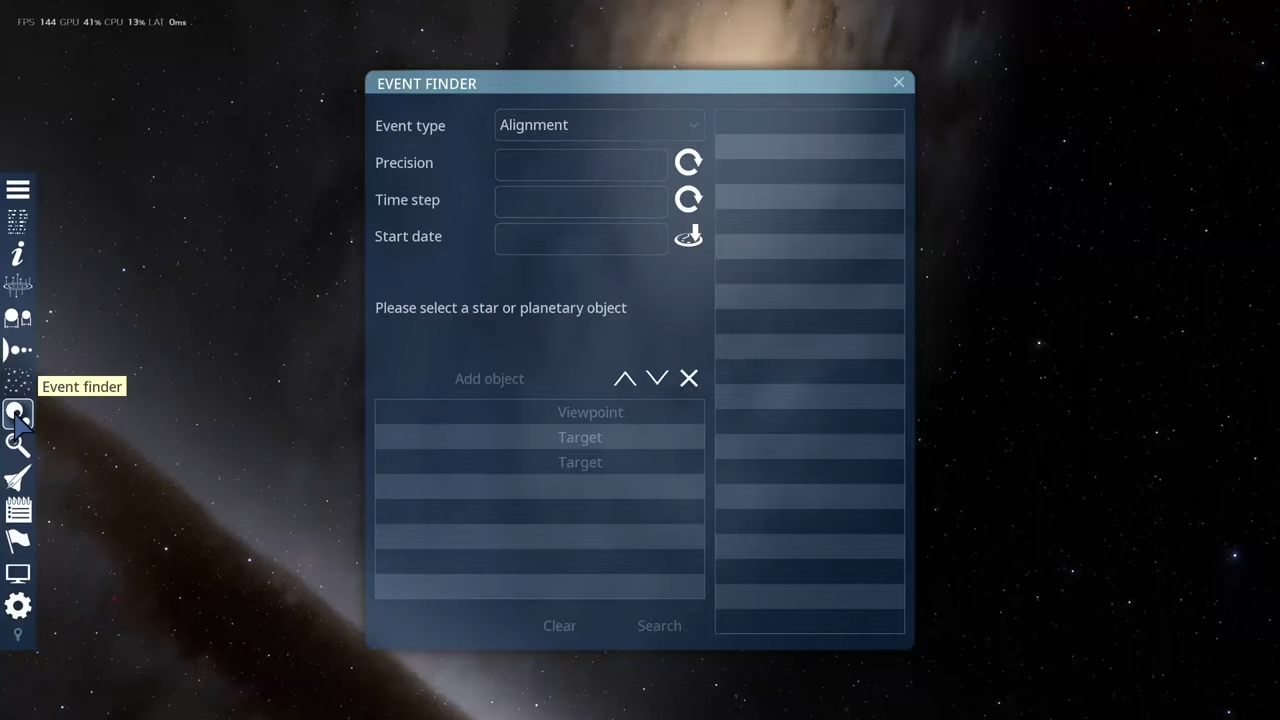 FPS 144 GPU 41% CPU 13% LAT 0ms
EVENT FINDER
Event type
Alignment
Precision
Time step
Start date
Please select a star or planetary object
Add object
Event finder
Viewpoint
Target
Target
Clear
Search